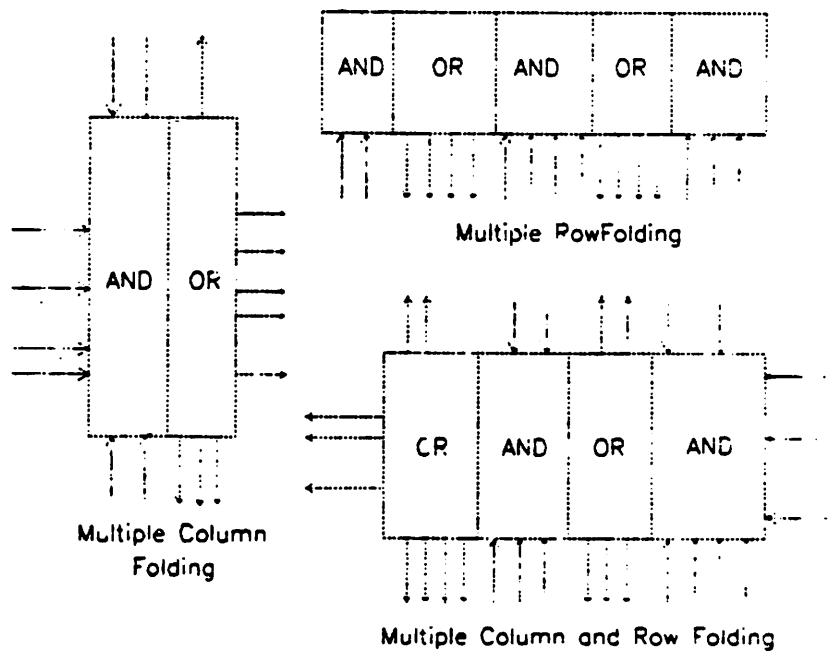 AND OR AND OR AND
Multiple RowFolding
AND OR
Multiple Column
Folding
CR AND OR AND
Multiple Column and Row Folding